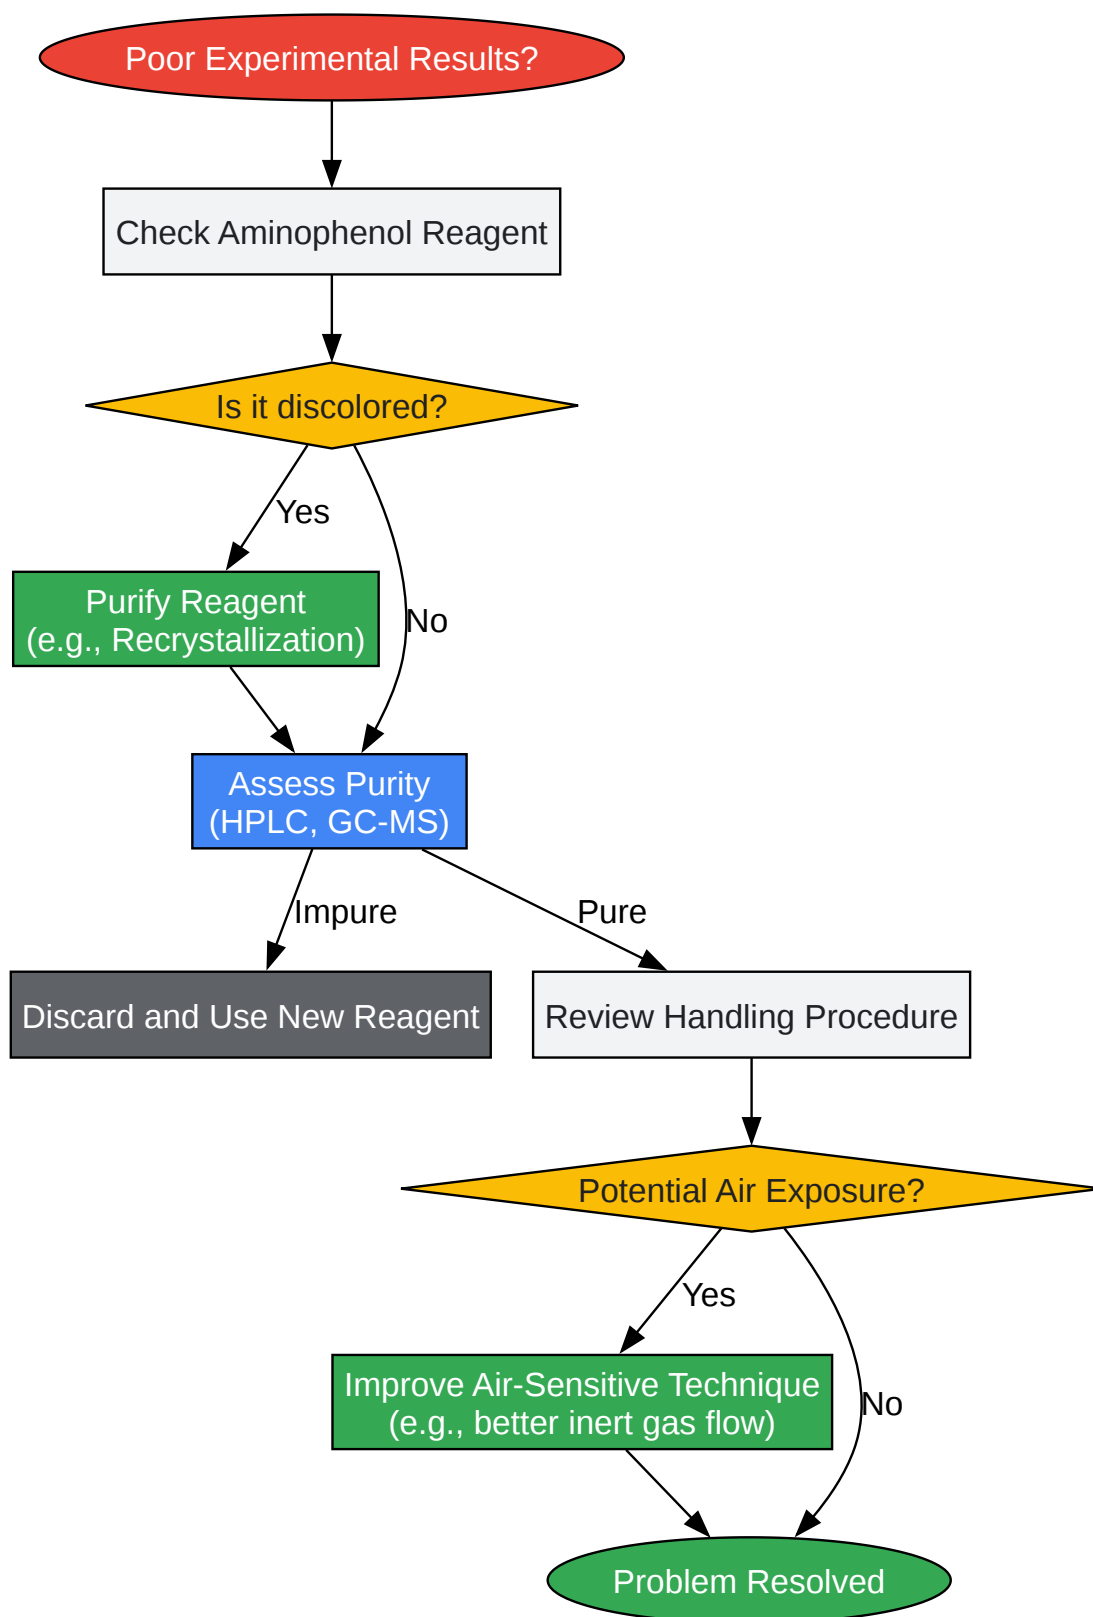 Poor Experimental Results?
Check Aminophenol Reagent
Is it discolored?
Yes
Purify Reagent
(e.g., Recrystallization)
No
Assess Purity
(HPLC, GC-MS)
Impure
Pure
Discard and Use New Reagent
Review Handling Procedure
Potential Air Exposure?
Yes
Improve Air-Sensitive Technique
(e.g., better inert gas flow)
No
Problem Resolved